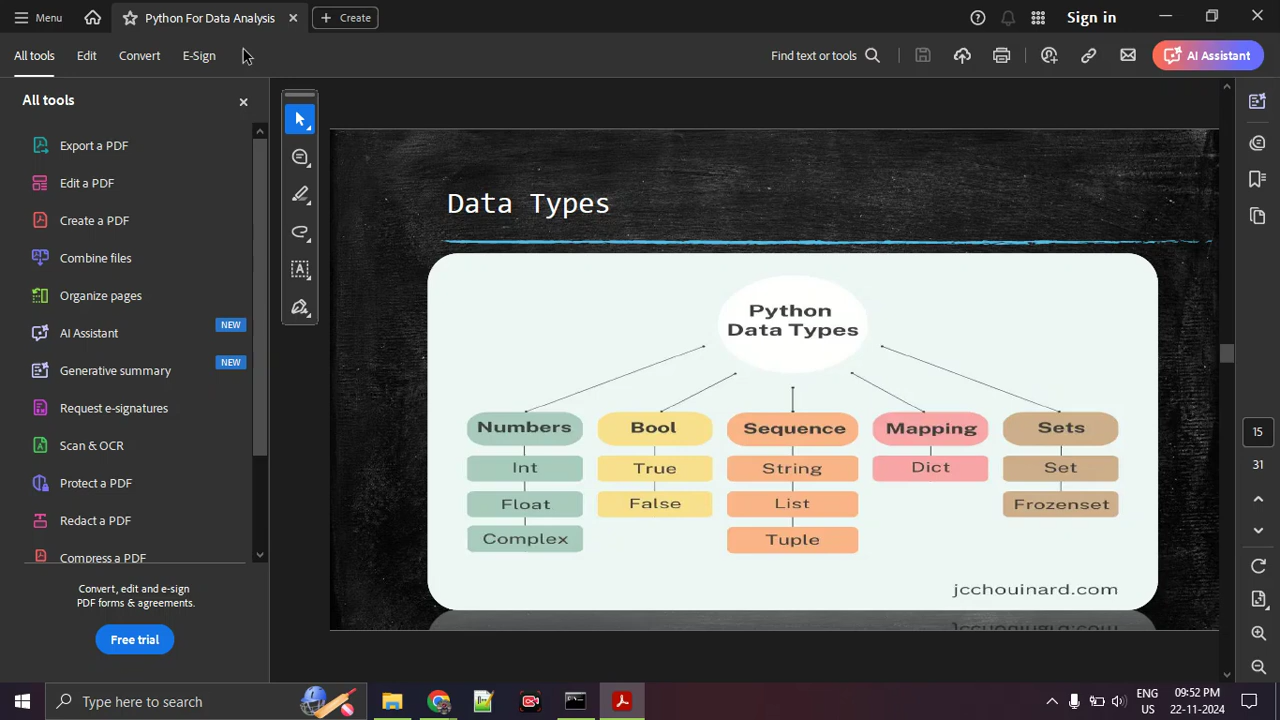 Menu
Python For Data Analysis
Create
Sign in
All tools
Edit
Convert
E-Sign
Find text or tools
AI Assistant
All tools
Export a PDF
Edit a PDF
Create a PDF
Combine files
Organize pages
AI Assistant
NEW
Generative summary
NEW
Request e-signatures
Scan & OCR
Protect a PDF
Redact a PDF
Compress a PDF
Convert, edit and e-sign
PDF forms & agreements.
Free trial
Data Types
Python
Data Types
Numbers
Int
Float
Complex
Bool
True
False
Sequence
String
List
Tuple
Mapping
Dict
Sets
Set
Frozenset
jcchouinard.com
jcchouinard.com
15
31
Type here to search
ENG
US
09:52 PM
22-11-2024